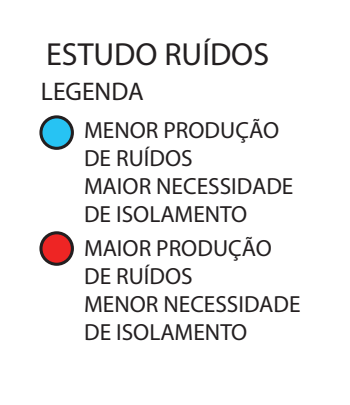 ESTUDO RUÍDOS
LEGENDA
MENOR PRODUÇÃO
DE RUÍDOS
MAIOR NECESSIDADE
DE ISOLAMENTO
MAIOR PRODUÇÃO
DE RUÍDOS
MENOR NECESSIDADE
DE ISOLAMENTO